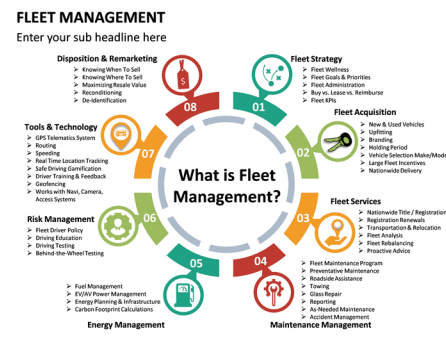 FLEET MANAGEMENT
Enter your sub headline here
What is Fleet
Management?
01
Fleet Strategy
Fleet Wellness
Fleet Goals & Priorities
Fleet Administration
Buy vs. Lease vs. Reimburse
Fleet KPIs
02
Fleet Acquisition
New & Used Vehicles
Upfitting
Branding
Holding Period
Vehicle Selection Make/Mode
Large Fleet Incentives
Nationwide Delivery
03
Fleet Services
Nationwide Title / Registration
Registration Renewals
Transportation & Relocation
Fleet Analysis
Fleet Rebalancing
Proactive Advice
04
Fleet Maintenance Program
Preventative Maintenance
Roadside Assistance
Towing
Glass Repair
Reporting
As-Needed Maintenance
Accident Management
Maintenance Management
05
Fuel Management
EV/AV Power Management
Energy Planning & Infrastructure
Carbon Footprint Calculations
Energy Management
06
Risk Management
Fleet Driver Policy
Driving Education
Driving Testing
Behind-the-Wheel Testing
07
Tools & Technology
GPS Telematics System
Routing
Speeding
Real Time Location Tracking
Safe Driving Gamification
Driver Training & Feedback
Geofencing
Works with Navi, Camera,
Access Systems
08
Disposition & Remarketing
Knowing When To Sell
Knowing Where To Sell
Maximizing Resale Value
Reconditioning
De-Identification